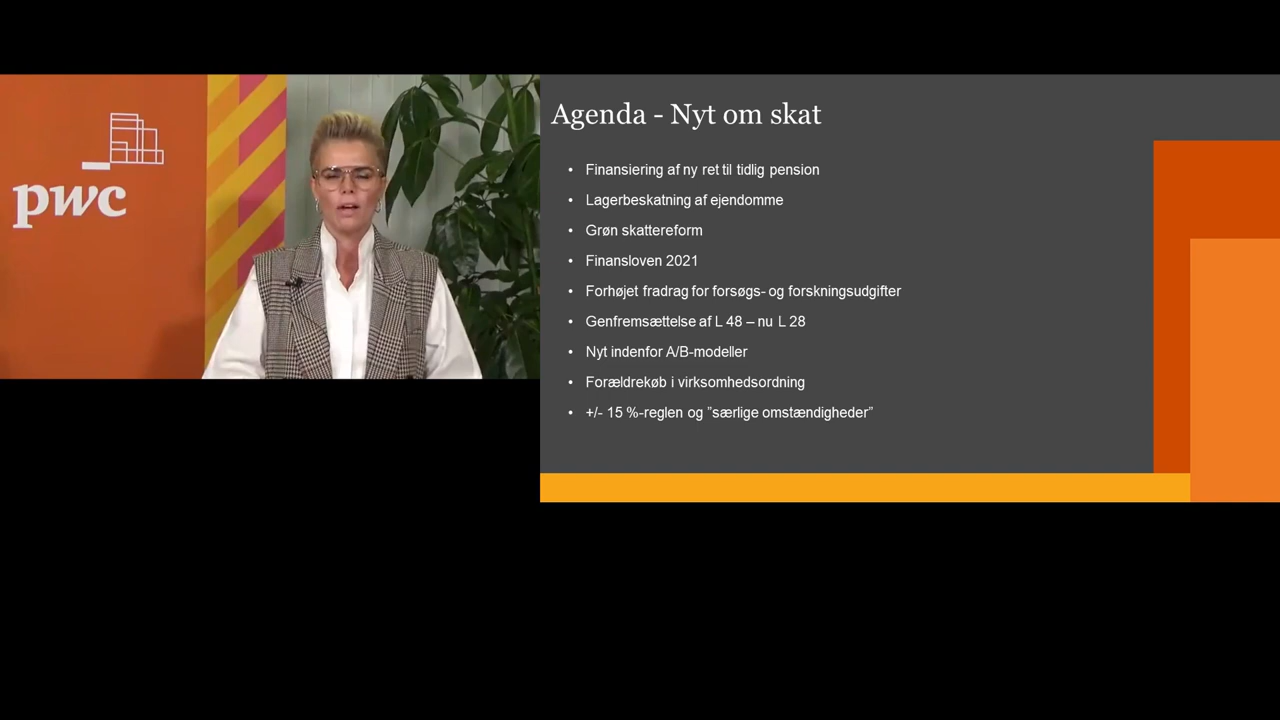 pwc
Agenda - Nyt om skat
• Finansiering af ny ret til tidlig pension
• Lagerbeskatning af ejendomme
• Grøn skattereform
• Finansloven 2021
• Forhøjet fradrag for forsøgs- og forskningsudgifter
• Genfremsættelse af L 48 – nu L 28
• Nyt indenfor A/B-modeller
• Forældrekøb i virksomhedsordning
• +/- 15 %-reglen og ”særlige omstændigheder”